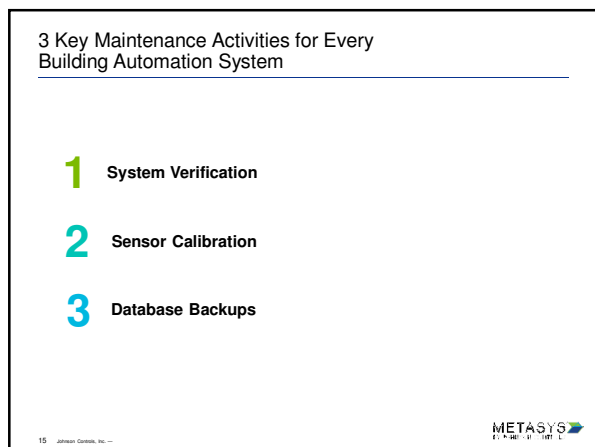 3 Key Maintenance Activities for Every
Building Automation System
1 System Verification
2 Sensor Calibration
3 Database Backups
15 Johnson Controls, Inc. —
METASYS